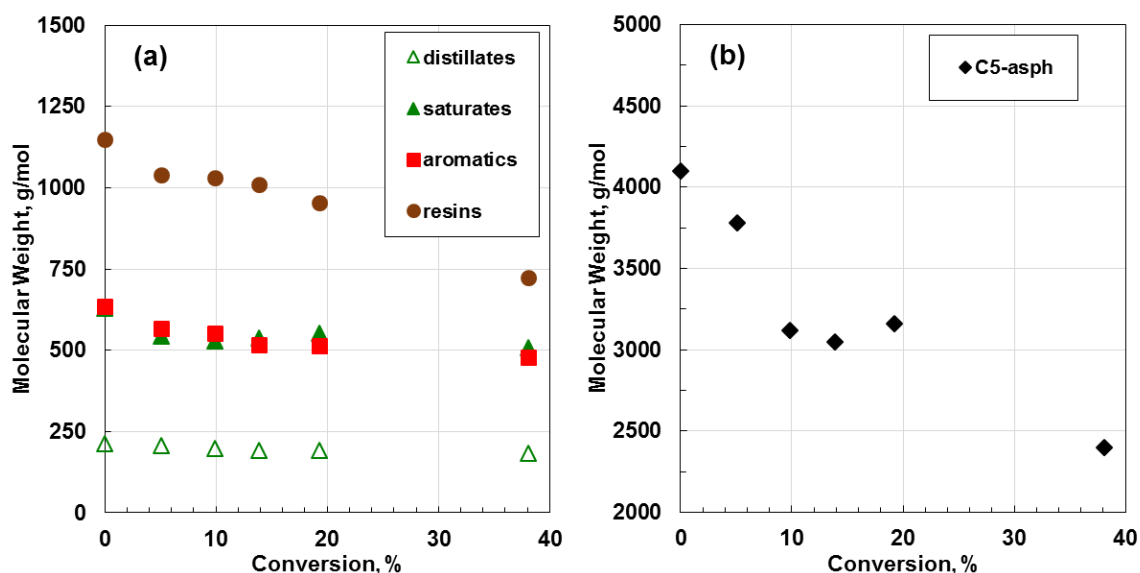 (a)
Molecular Weight, g/mol
1500
1250
1000
750
500
250
0
0 10 20 30 40
Conversion, %
distillates
saturates
aromatics
resins
(b)
Molecular Weight, g/mol
5000
4500
4000
3500
3000
2500
2000
0 10 20 30 40
Conversion, %
C5-asph